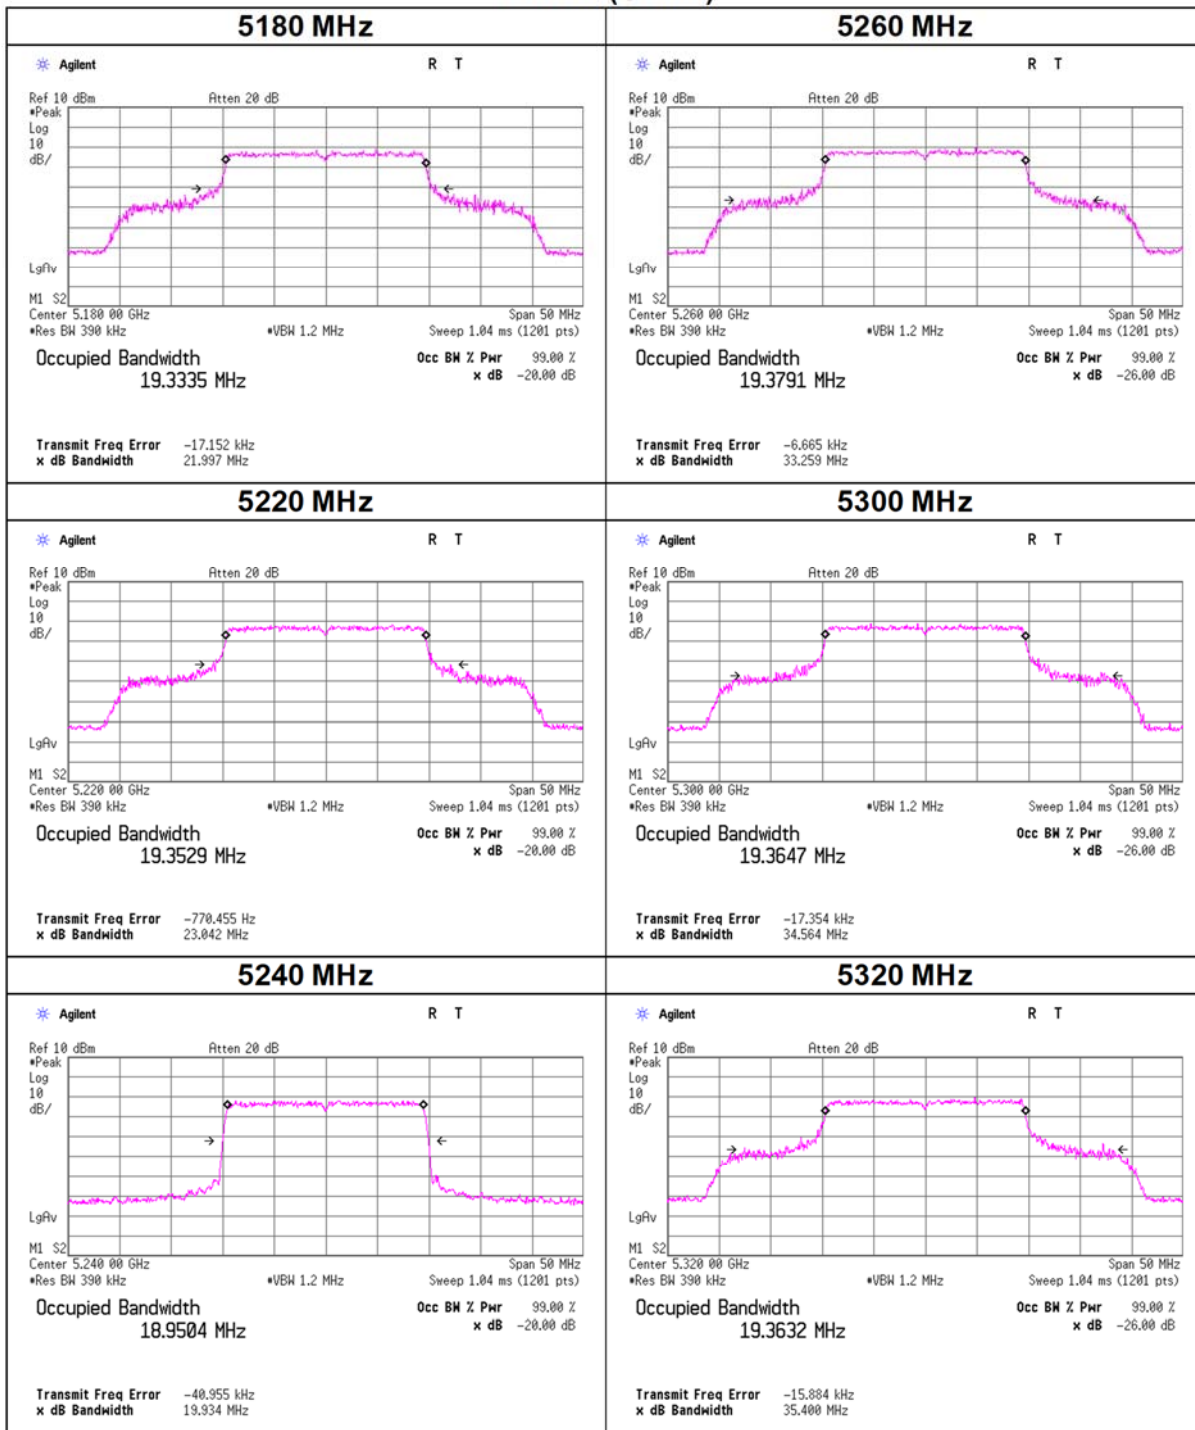 5180 MHz
Agilent R T
Ref 10 dBm Atten 20 dB
*Peak
Log
10
dB/
LgAv
M1 S2
Center 5.180 00 GHz Span 50 MHz
*Res BW 390 kHz *VBW 1.2 MHz Sweep 1.04 ms (1201 pts)
Occupied Bandwidth Occ BW % Pwr 99.00 %
19.3335 MHz x dB -20.00 dB
Transmit Freq Error -17.152 kHz
x dB Bandwidth 21.997 MHz
5260 MHz
Agilent R T
Ref 10 dBm Atten 20 dB
*Peak
Log
10
dB/
LgAv
M1 S2
Center 5.260 00 GHz Span 50 MHz
*Res BW 390 kHz *VBW 1.2 MHz Sweep 1.04 ms (1201 pts)
Occupied Bandwidth Occ BW % Pwr 99.00 %
19.3791 MHz x dB -26.00 dB
Transmit Freq Error -6.665 kHz
x dB Bandwidth 33.259 MHz
5220 MHz
Agilent R T
Ref 10 dBm Atten 20 dB
*Peak
Log
10
dB/
LgAv
M1 S2
Center 5.220 00 GHz Span 50 MHz
*Res BW 390 kHz *VBW 1.2 MHz Sweep 1.04 ms (1201 pts)
Occupied Bandwidth Occ BW % Pwr 99.00 %
19.3529 MHz x dB -20.00 dB
Transmit Freq Error -770.455 Hz
x dB Bandwidth 23.042 MHz
5300 MHz
Agilent R T
Ref 10 dBm Atten 20 dB
*Peak
Log
10
dB/
LgAv
M1 S2
Center 5.300 00 GHz Span 50 MHz
*Res BW 390 kHz *VBW 1.2 MHz Sweep 1.04 ms (1201 pts)
Occupied Bandwidth Occ BW % Pwr 99.00 %
19.3647 MHz x dB -26.00 dB
Transmit Freq Error -17.354 kHz
x dB Bandwidth 34.564 MHz
5240 MHz
Agilent R T
Ref 10 dBm Atten 20 dB
*Peak
Log
10
dB/
LgAv
M1 S2
Center 5.240 00 GHz Span 50 MHz
*Res BW 390 kHz *VBW 1.2 MHz Sweep 1.04 ms (1201 pts)
Occupied Bandwidth Occ BW % Pwr 99.00 %
18.9504 MHz x dB -20.00 dB
Transmit Freq Error -40.955 kHz
x dB Bandwidth 19.934 MHz
5320 MHz
Agilent R T
Ref 10 dBm Atten 20 dB
*Peak
Log
10
dB/
LgAv
M1 S2
Center 5.320 00 GHz Span 50 MHz
*Res BW 390 kHz *VBW 1.2 MHz Sweep 1.04 ms (1201 pts)
Occupied Bandwidth Occ BW % Pwr 99.00 %
19.3632 MHz x dB -26.00 dB
Transmit Freq Error -15.884 kHz
x dB Bandwidth 35.400 MHz